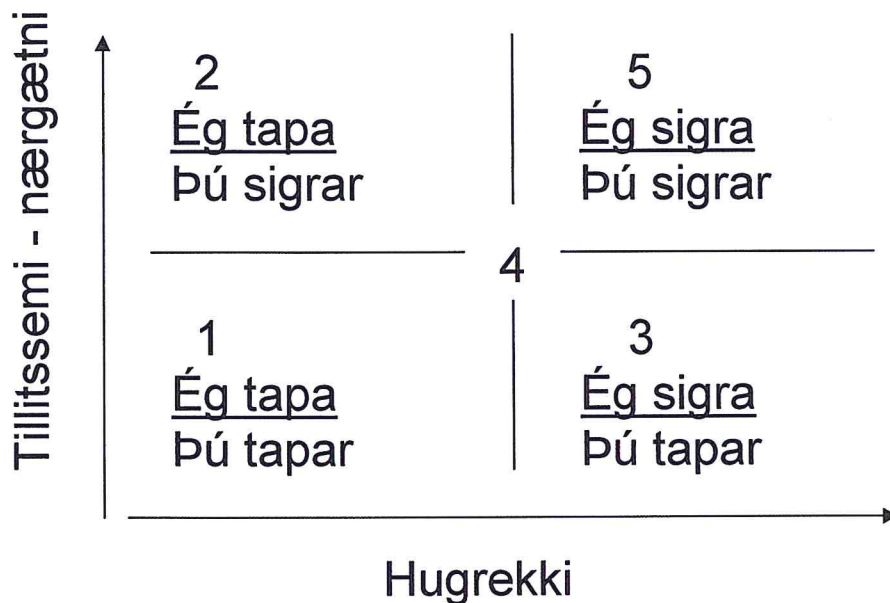 Tillitssemi - nærgætni
2
Ég tapa
Þú sigrar
5
Ég sigra
Þú sigrar
4
1
Ég tapa
Þú tapar
3
Ég sigra
Þú tapar
Hugrekki